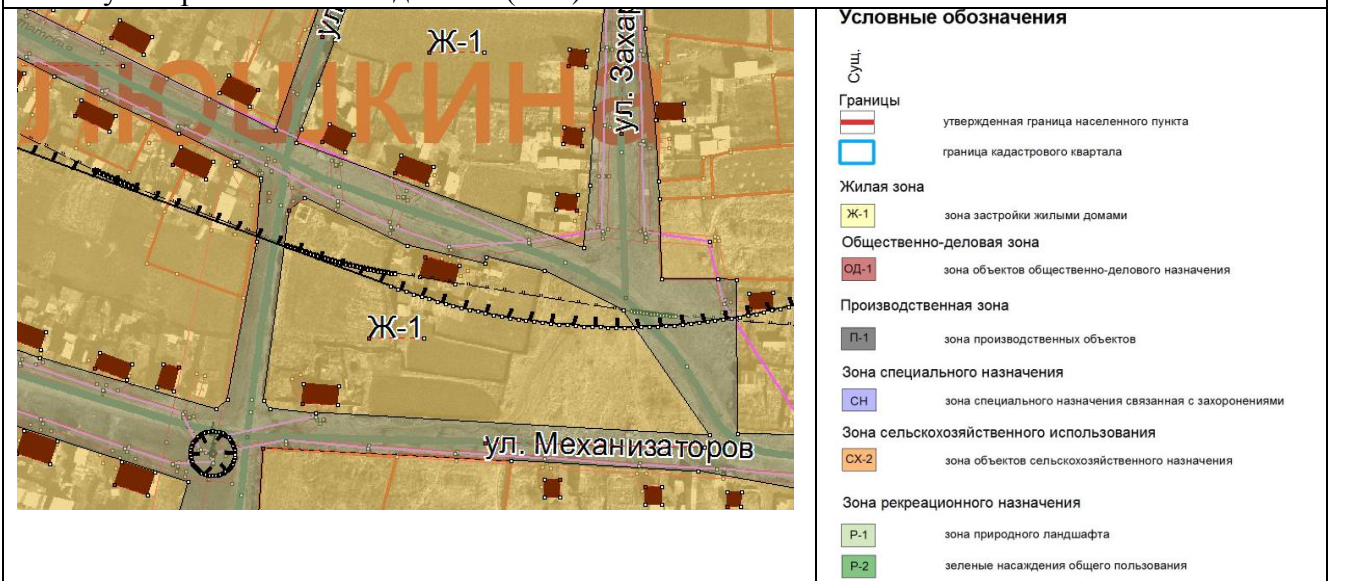 Ж-1
ул. Захар
ЛЮШКИН
Ж-1
ул. Механизаторов
Условные обозначения
Сущ.
Границы
утвержденная граница населенного пункта
граница кадастрового квартала
Жилая зона
Ж-1 зона застройки жилыми домами
Общественно-деловая зона
ОД-1 зона объектов общественно-делового назначения
Производственная зона
П-1 зона производственных объектов
Зона специального назначения
СН зона специального назначения связанная с захоронениями
Зона сельскохозяйственного использования
СХ-2 зона объектов сельскохозяйственного назначения
Зона рекреационного назначения
Р-1 зона природного ландшафта
Р-2 зеленые насаждения общего пользования